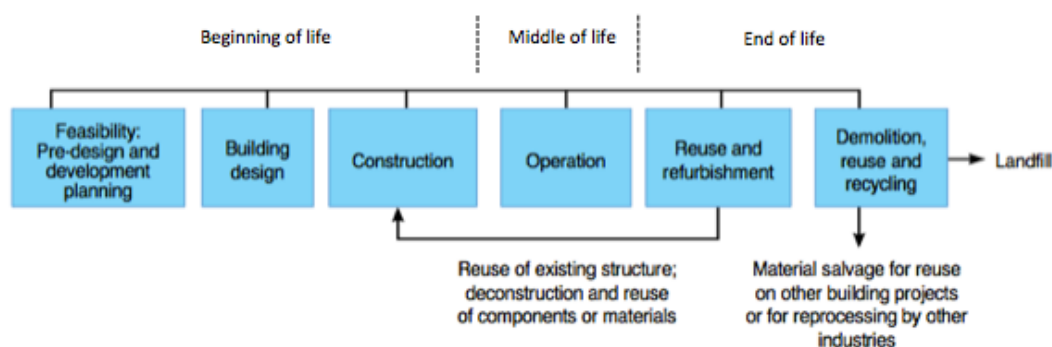 Beginning of life
Middle of life
End of life
Feasibility:
Pre-design and
development
planning
Building
design
Construction
Operation
Reuse and
refurbishment
Demolition,
reuse and
recycling
Landfill
Reuse of existing structure;
deconstruction and reuse
of components or materials
Material salvage for reuse
on other building projects
or for reprocessing by other
industries